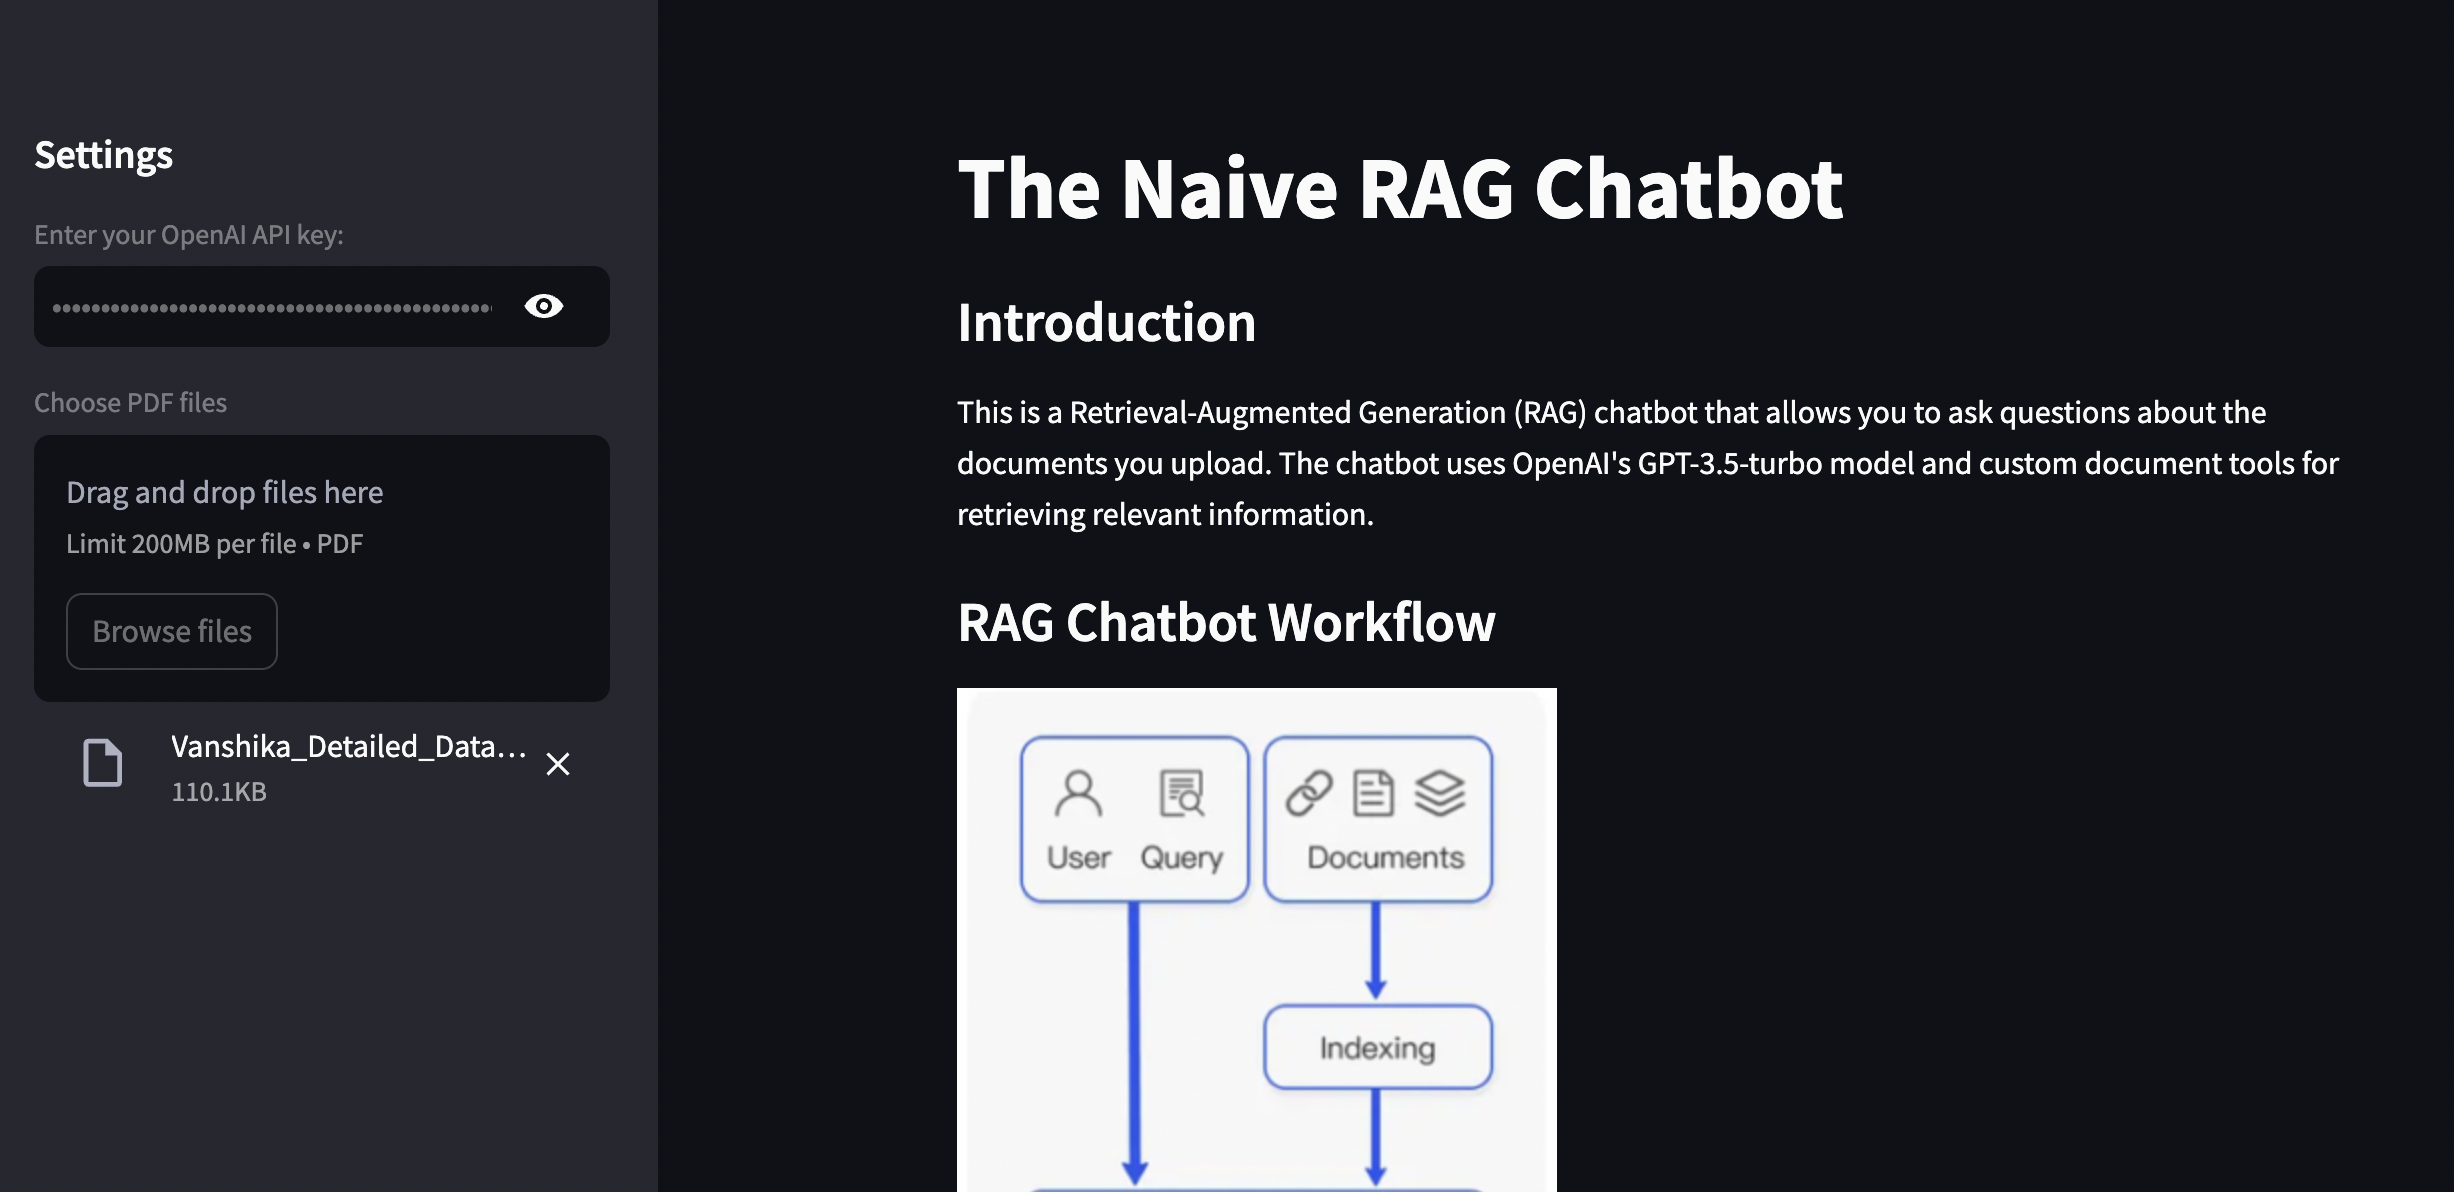 Settings
Enter your OpenAI API key:
Choose PDF files
Drag and drop files here
Limit 200MB per file • PDF
Browse files
Vanshika_Detailed_Data...
110.1KB
The Naive RAG Chatbot
Introduction
This is a Retrieval-Augmented Generation (RAG) chatbot that allows you to ask questions about the
documents you upload. The chatbot uses OpenAI's GPT-3.5-turbo model and custom document tools for
retrieving relevant information.
RAG Chatbot Workflow
User Query Documents
Indexing